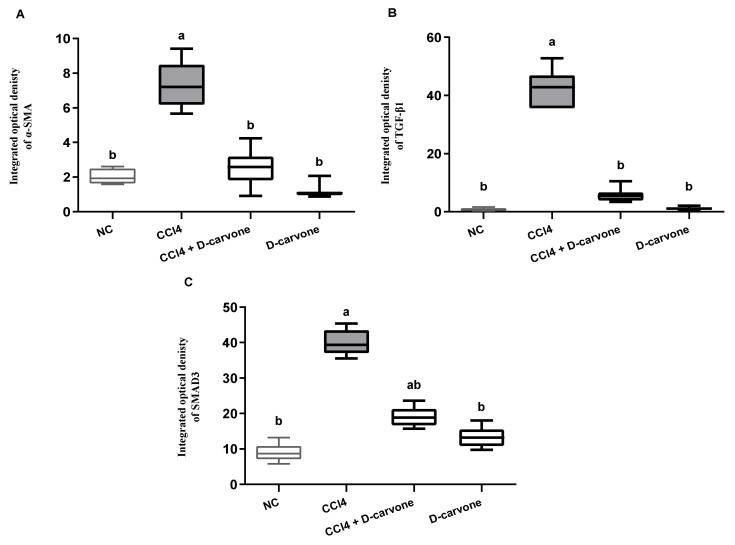 A
Integrated optical denisty
of α-SMA
10
8
6
4
2
0
a
b
b
b
NC
CCl4
CCl4 + D-carvone
D-carvone
B
Integrated optical denisty
of TGF-β1
60
40
20
0
a
b
b
b
NC
CCl4
CCl4 + D-carvone
D-carvone
C
Integrated optical denisty
of SMAD3
50
40
30
20
10
0
a
ab
b
b
NC
CCl4
CCl4 + D-carvone
D-carvone